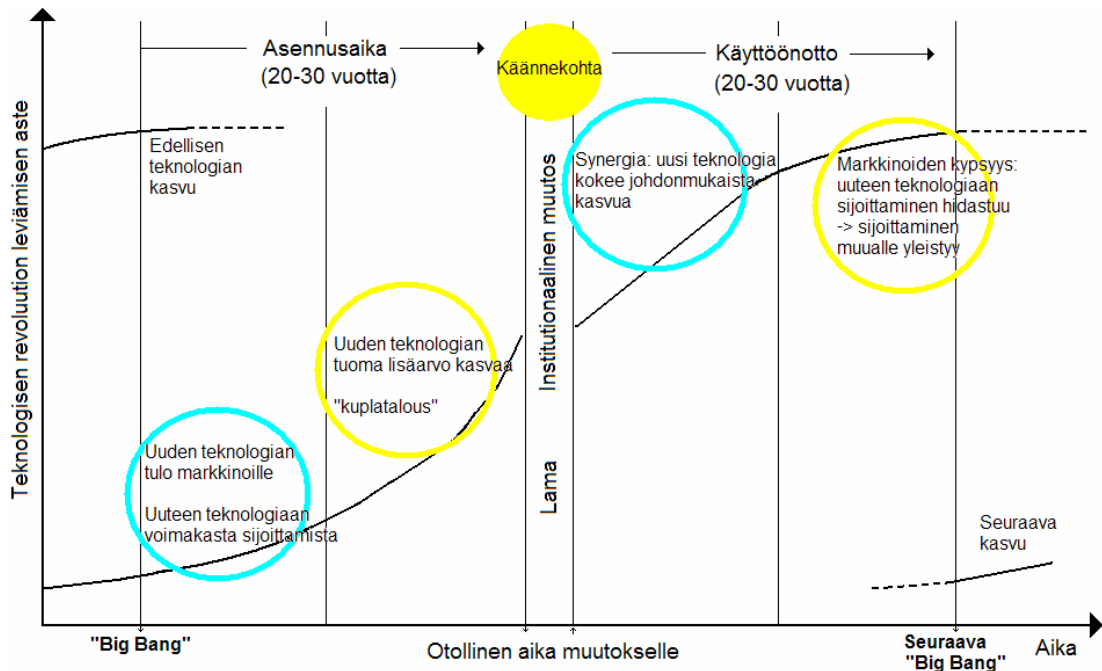 Asennusaika
(20-30 vuotta)
Käännekohta
Käyttöönotto
(20-30 vuotta)
Teknologisen revoluution leviämisen aste
Edellisen
teknologian
kasvu
Synergia: uusi teknologia
kokee johdonmukaista
kasvua
Markkinoiden kypsyys:
uuteen teknologiaan
sijoittaminen hidastuu
-> sijoittaminen
muualle yleistyy
Lama Institutionaalinen muutos
Uuden teknologian
tuoma lisäarvo kasvaa
"kuplatalous"
Uuden teknologian
tulo markkinoille
Uuteen teknologiaan
voimakasta sijoittamista
Seuraava
kasvu
"Big Bang"
Otollinen aika muutokselle
Seuraava
"Big Bang"
Aika